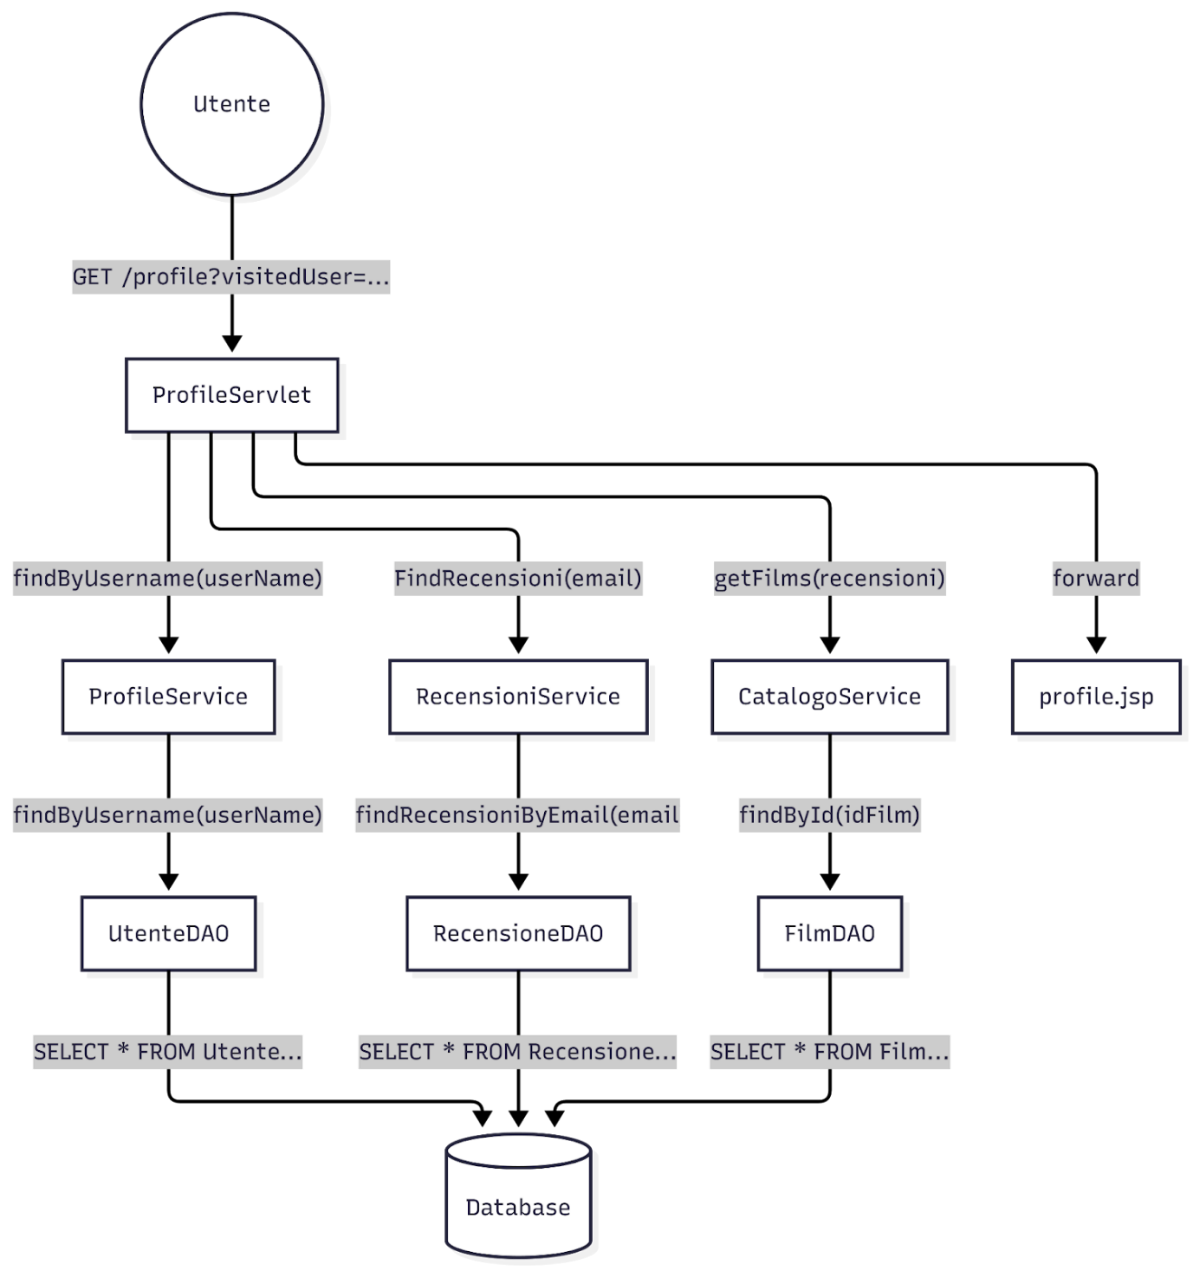 Utente
GET /profile?visitedUser=...
ProfileServlet
findByUsername(userName)
FindRecensioni(email)
getFilms(recensioni)
forward
ProfileService
RecensioniService
CatalogoService
profile.jsp
findByUsername(userName)
findRecensioniByEmail(email
findById(idFilm)
UtenteDAO
RecensioneDAO
FilmDAO
SELECT * FROM Utente...
SELECT * FROM Recensione...
SELECT * FROM Film...
Database